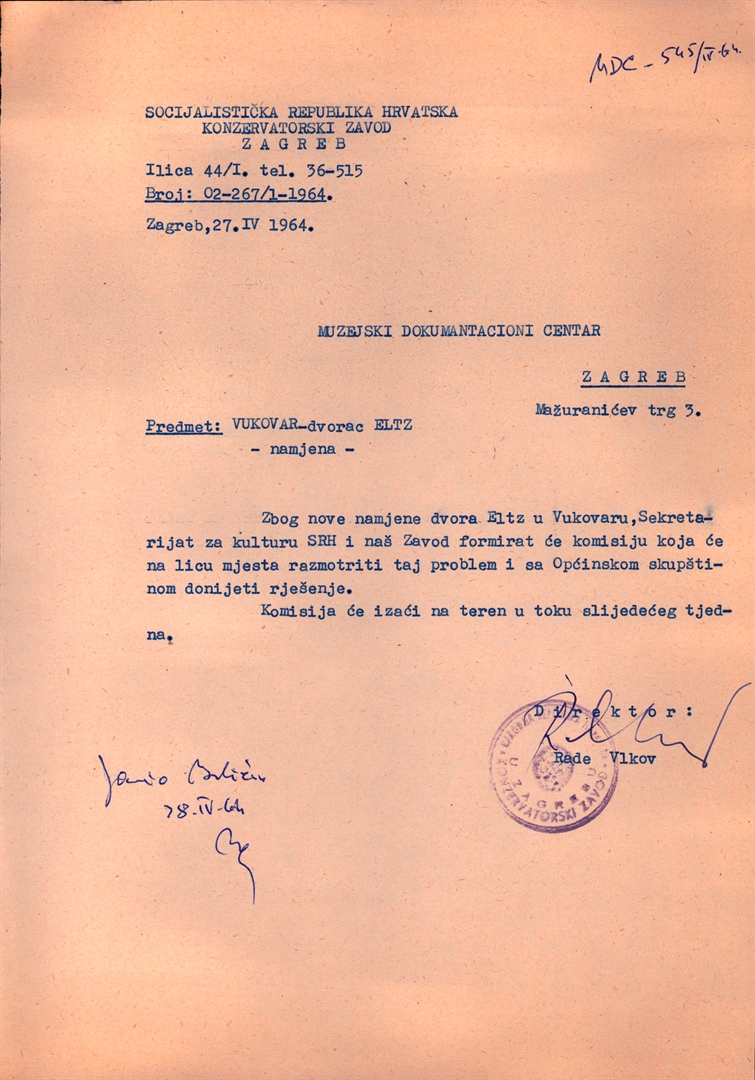 MDC - 545/IV-64.
SOCIJALISTIČKA REPUBLIKA HRVATSKA
KONZERVATORSKI ZAVOD
Z A G R E B
Ilica 44/I. tel. 36-515
Broj: 02-267/1-1964.
Zagreb,27.IV 1964.
MUZEJSKI DOKUMANTACIONI CENTAR
Z A G R E B
Mažuranićev trg 3.
Predmet: VUKOVAR-dvorac ELTZ
- namjena -
Zbog nove namjene dvora Eltz u Vukovaru,Sekreta-
rijat za kulturu SRH i naš Zavod formirat će komisiju koja će
na licu mjesta razmotriti taj problem i sa Općinskom skupšti-
nom donijeti rješenje.
Komisija će izaći na teren u toku slijedećeg tjed-
na.
D i r e k t o r :
Rade Vlkov
KONZERVATORSKI ZAVOD
U ZAGREBU
28.IV-64